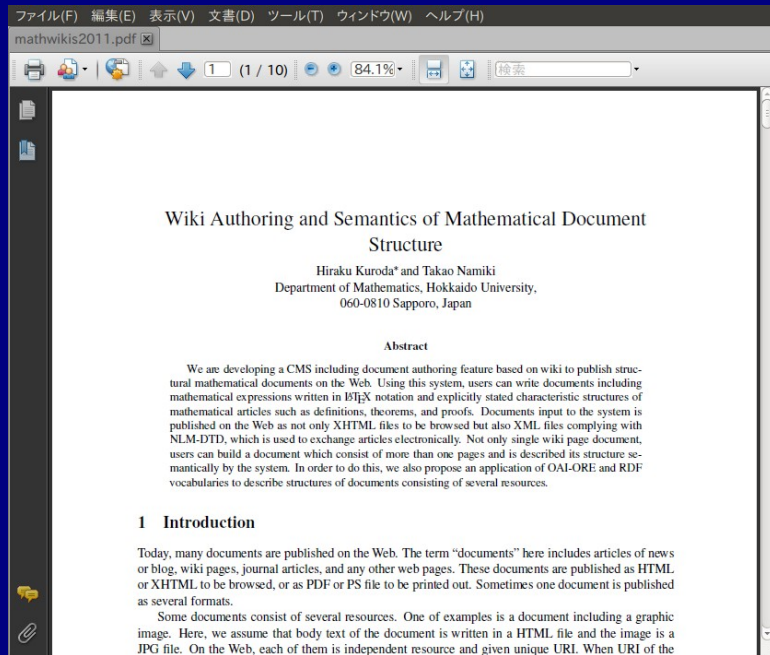 ファイル(F) 編集(E) 表示(V) 文書(D) ツール(T) ウィンドウ(W) ヘルプ(H)
mathwikis2011.pdf
1 (1 / 10) 84.1% 検索
Wiki Authoring and Semantics of Mathematical Document
Structure
Hiraku Kuroda* and Takao Namiki
Department of Mathematics, Hokkaido University,
060-0810 Sapporo, Japan
Abstract
We are developing a CMS including document authoring feature based on wiki to publish struc-
tural mathematical documents on the Web. Using this system, users can write documents including
mathematical expressions written in LATEX notation and explicitly stated characteristic structures of
mathematical articles such as definitions, theorems, and proofs. Documents input to the system is
published on the Web as not only XHTML files to be browsed but also XML files complying with
NLM-DTD, which is used to exchange articles electronically. Not only single wiki page document,
users can build a document which consist of more than one pages and is described its structure se-
mantically by the system. In order to do this, we also propose an application of OAI-ORE and RDF
vocabularies to describe structures of documents consisting of several resources.
1 Introduction
Today, many documents are published on the Web. The term “documents” here includes articles of news
or blog, wiki pages, journal articles, and any other web pages. These documents are published as HTML
or XHTML to be browsed, or as PDF or PS file to be printed out. Sometimes one document is published
as several formats.
Some documents consist of several resources. One of examples is a document including a graphic
image. Here, we assume that body text of the document is written in a HTML file and the image is a
JPG file. On the Web, each of them is independent resource and given unique URI. When URI of the